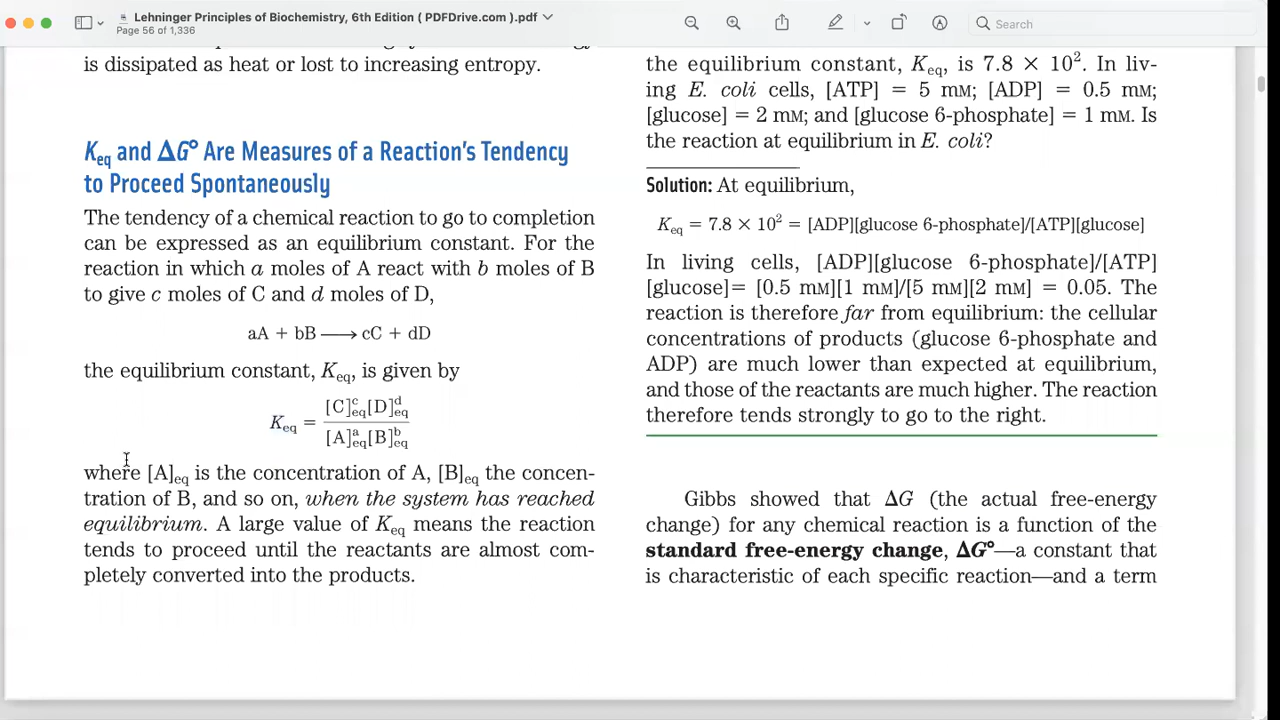 Lehninger Principles of Biochemistry, 6th Edition ( PDFDrive.com ).pdf
Page 56 of 1,336
Search
is dissipated as heat or lost to increasing entropy.
Keq and ΔG° Are Measures of a Reaction's Tendency
to Proceed Spontaneously
The tendency of a chemical reaction to go to completion
can be expressed as an equilibrium constant. For the
reaction in which a moles of A react with b moles of B
to give c moles of C and d moles of D,
aA + bB ⟶ cC + dD
the equilibrium constant, Keq, is given by
Keq = [C]^c_eq[D]^d_eq / [A]^a_eq[B]^b_eq
where [A]eq is the concentration of A, [B]eq the concen-
tration of B, and so on, when the system has reached
equilibrium. A large value of Keq means the reaction
tends to proceed until the reactants are almost com-
pletely converted into the products.
the equilibrium constant, Keq, is 7.8 × 10². In liv-
ing E. coli cells, [ATP] = 5 mM; [ADP] = 0.5 mM;
[glucose] = 2 mM; and [glucose 6-phosphate] = 1 mM. Is
the reaction at equilibrium in E. coli?
Solution: At equilibrium,
Keq = 7.8 × 10² = [ADP][glucose 6-phosphate]/[ATP][glucose]
In living cells, [ADP][glucose 6-phosphate]/[ATP]
[glucose]= [0.5 mM][1 mM]/[5 mM][2 mM] = 0.05. The
reaction is therefore far from equilibrium: the cellular
concentrations of products (glucose 6-phosphate and
ADP) are much lower than expected at equilibrium,
and those of the reactants are much higher. The reaction
therefore tends strongly to go to the right.
Gibbs showed that ΔG (the actual free-energy
change) for any chemical reaction is a function of the
standard free-energy change, ΔG°—a constant that
is characteristic of each specific reaction—and a term